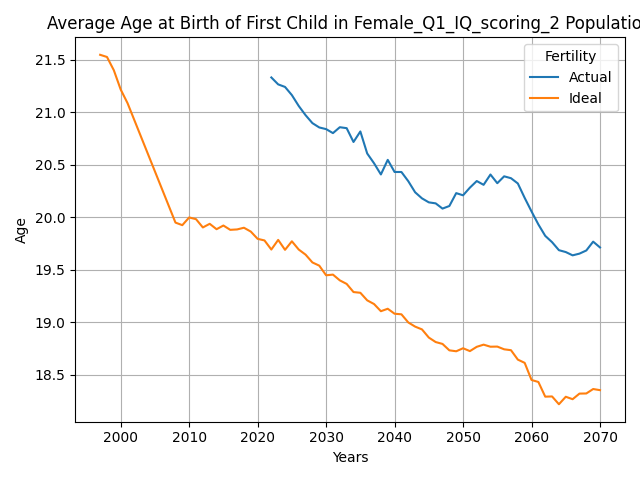 Average Age at Birth of First Child in Female_Q1_IQ_scoring_2 Populatio
Fertility
Actual
Ideal
21.5
21.0
20.5
20.0
19.5
19.0
18.5
Age
2000 2010 2020 2030 2040 2050 2060 2070
Years